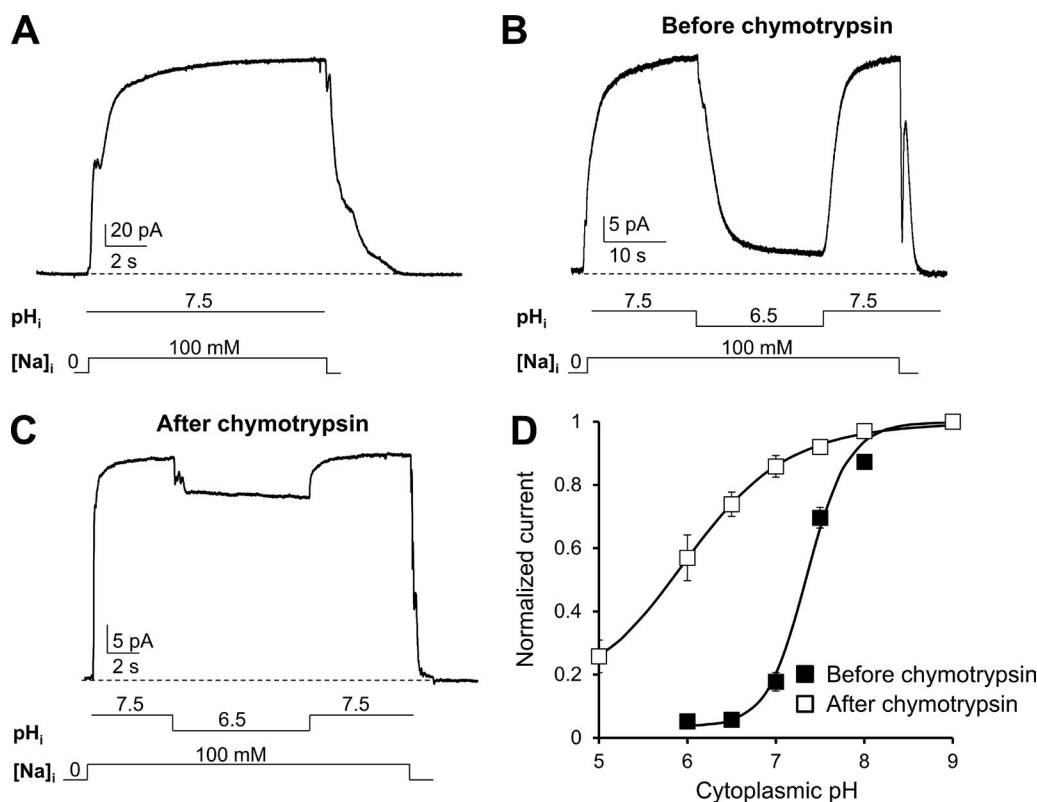 A
20 pA
2 s
7.5
pHi
[Na]i
0
100 mM
B
Before chymotrypsin
5 pA
10 s
7.5
6.5
7.5
pHi
[Na]i
0
100 mM
C
After chymotrypsin
5 pA
2 s
7.5
6.5
7.5
pHi
[Na]i
0
100 mM
D
Normalized current
1
0.8
0.6
0.4
0.2
0
5
6
7
8
9
Cytoplasmic pH
Before chymotrypsin
After chymotrypsin